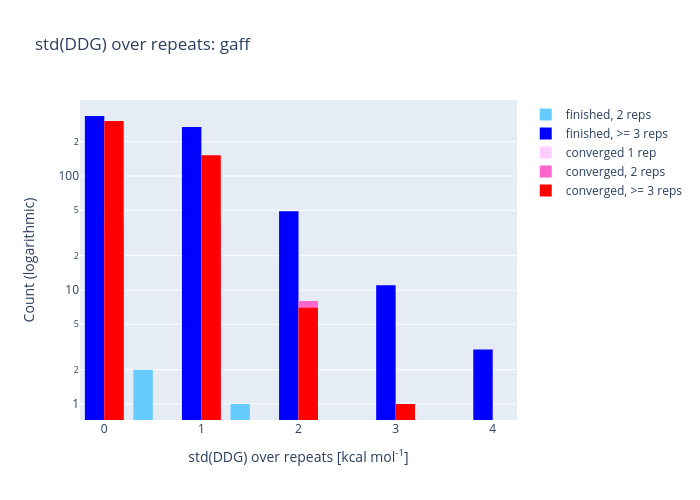 std(DDG) over repeats: gaff
finished, 2 reps
finished, >= 3 reps
converged 1 rep
converged, 2 reps
converged, >= 3 reps
Count (logarithmic)
2
100
5
2
10
5
2
1
0 1 2 3 4
std(DDG) over repeats [kcal mol⁻¹]